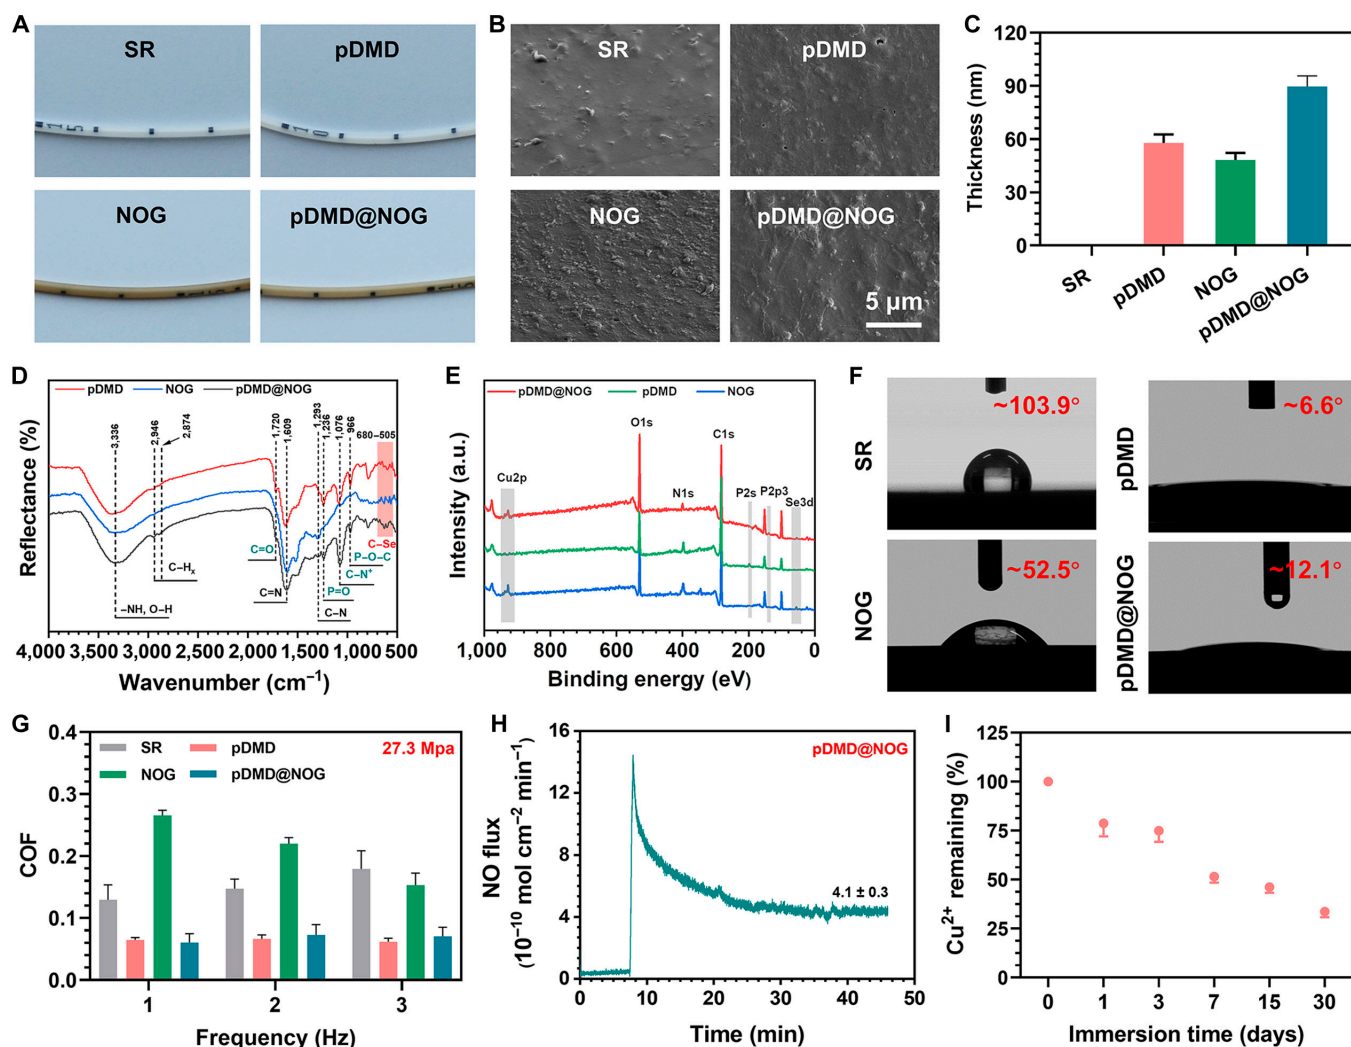 A
SR
pDMD
NOG
pDMD@NOG
B
SR
pDMD
NOG
pDMD@NOG
5 μm
C
Thickness (nm)
120
90
60
30
0
SR
pDMD
NOG
pDMD@NOG
D
pDMD NOG pDMD@NOG
Reflectance (%)
3,336
2,946
2,874
1,720
1,609
1,293
1,236
1,076
966
680–505
C–Se
C=O
P–O–C
C–Hx
C–N⁺
C=N
P=O
–NH, O–H
C–N
4,000 3,500 3,000 2,500 2,000 1,500 1,000 500
Wavenumber (cm⁻¹)
E
pDMD@NOG pDMD NOG
Intensity (a.u.)
O1s
C1s
Cu2p
N1s
P2s
P2p3
Se3d
1,000 800 600 400 200 0
Binding energy (eV)
F
SR
~103.9°
pDMD
~6.6°
NOG
~52.5°
pDMD@NOG
~12.1°
G
COF
0.4
0.3
0.2
0.1
0.0
SR pDMD
NOG pDMD@NOG
27.3 Mpa
1 2 3
Frequency (Hz)
H
NO flux
(10⁻¹⁰ mol cm⁻² min⁻¹)
16
12
8
4
0
pDMD@NOG
4.1 ± 0.3
0 10 20 30 40 50
Time (min)
I
Cu²⁺ remaining (%)
125
100
75
50
25
0
0 1 3 7 15 30
Immersion time (days)